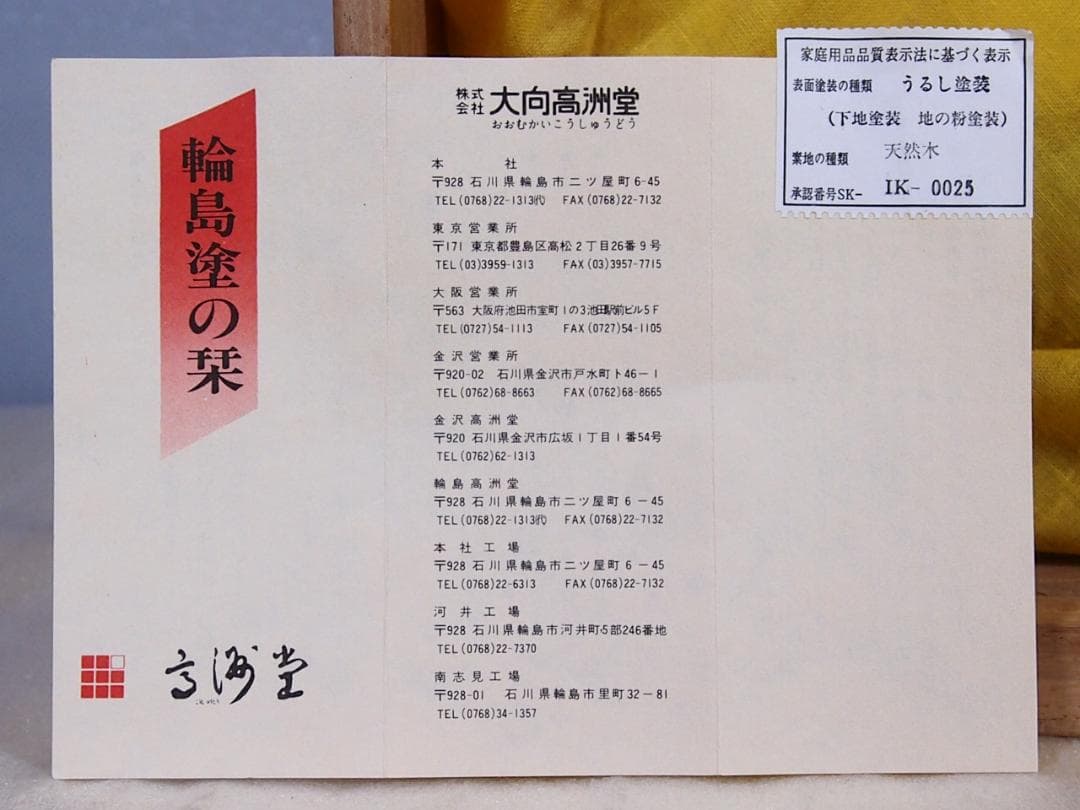 輪島塗の栞
高洲堂
株式会社 大向高洲堂
おおむかいこうしゅうどう
本社
〒928 石川県輪島市二ツ屋町6-45
TEL(0768)22-1313㈹ FAX(0768)22-7132
東京営業所
〒171 東京都豊島区高松2丁目26番9号
TEL(03)3959-1313 FAX(03)3957-7715
大阪営業所
〒563 大阪府池田市室町1の3池田駅前ビル5F
TEL(0727)54-1113 FAX(0727)54-1105
金沢営業所
〒920-02 石川県金沢市戸水町ト46-1
TEL(0762)68-8663 FAX(0762)68-8665
金沢高洲堂
〒920 石川県金沢市広坂1丁目1番54号
TEL(0762)62-1313
輪島高洲堂
〒928 石川県輪島市二ツ屋町6-45
TEL(0768)22-1313㈹ FAX(0768)22-7132
本社工場
〒928 石川県輪島市二ツ屋町6-45
TEL(0768)22-6313 FAX(0768)22-7132
河井工場
〒928 石川県輪島市河井町5部246番地
TEL(0768)22-7370
南志見工場
〒928-01 石川県輪島市里町32-81
TEL(0768)34-1357
家庭用品品質表示法に基づく表示
表面塗装の種類 うるし塗装
(下地塗装 地の粉塗装)
素地の種類 天然木
承認番号SK- IK-0025